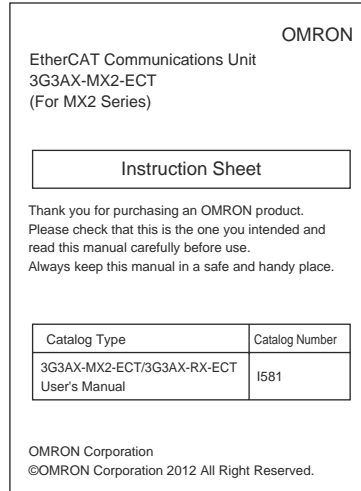 OMRON
EtherCAT Communications Unit
3G3AX-MX2-ECT
(For MX2 Series)
Instruction Sheet
Thank you for purchasing an OMRON product.
Please check that this is the one you intended and
read this manual carefully before use.
Always keep this manual in a safe and handy place.
Catalog Type
Catalog Number
3G3AX-MX2-ECT/3G3AX-RX-ECT
User's Manual
I581
OMRON Corporation
©OMRON Corporation 2012 All Right Reserved.